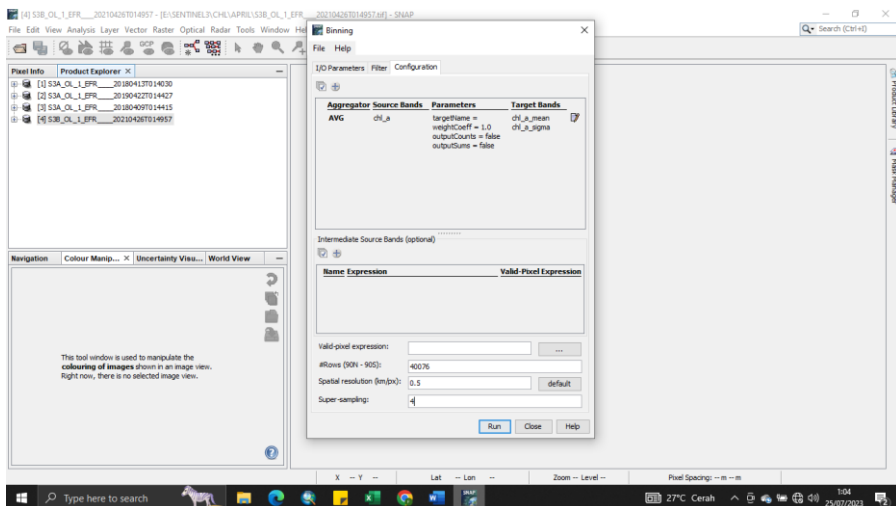 [4] S3B_OL_1_EFR____20210426T014957 - [E:\SENTINEL3\CHL\APRIL\S3B_OL_1_EFR____20210426T014957.tif] - SNAP
File Edit View Analysis Layer Vector Raster Optical Radar Tools Window Hel
Search (Ctrl+I)
GCP
Pixel Info Product Explorer ×
[1] S3A_OL_1_EFR____20180413T014030
[2] S3A_OL_1_EFR____20190422T014427
[3] S3A_OL_1_EFR____20180409T014415
[4] S3B_OL_1_EFR____20210426T014957
Navigation Colour Manip... × Uncertainty Visu... World View
This tool window is used to manipulate the
colouring of images shown in an image view.
Right now, there is no selected image view.
Binning
File Help
I/O Parameters Filter Configuration
Aggregator Source Bands Parameters Target Bands
AVG chl_a targetName = chl_a_mean
weightCoeff = 1.0 chl_a_sigma
outputCounts = false
outputSums = false
Intermediate Source Bands (optional)
Name Expression Valid-Pixel Expression
Valid-pixel expression: ...
#Rows (90N - 90S): 40076
Spatial resolution (km/px): 0.5 default
Super-sampling: 4
Run Close Help
Product Library
Mask Manager
X -- Y -- Lat -- Lon -- Zoom -- Level -- Pixel Spacing: -- m -- m
Type here to search
27°C Cerah
1:04
25/07/2023
2